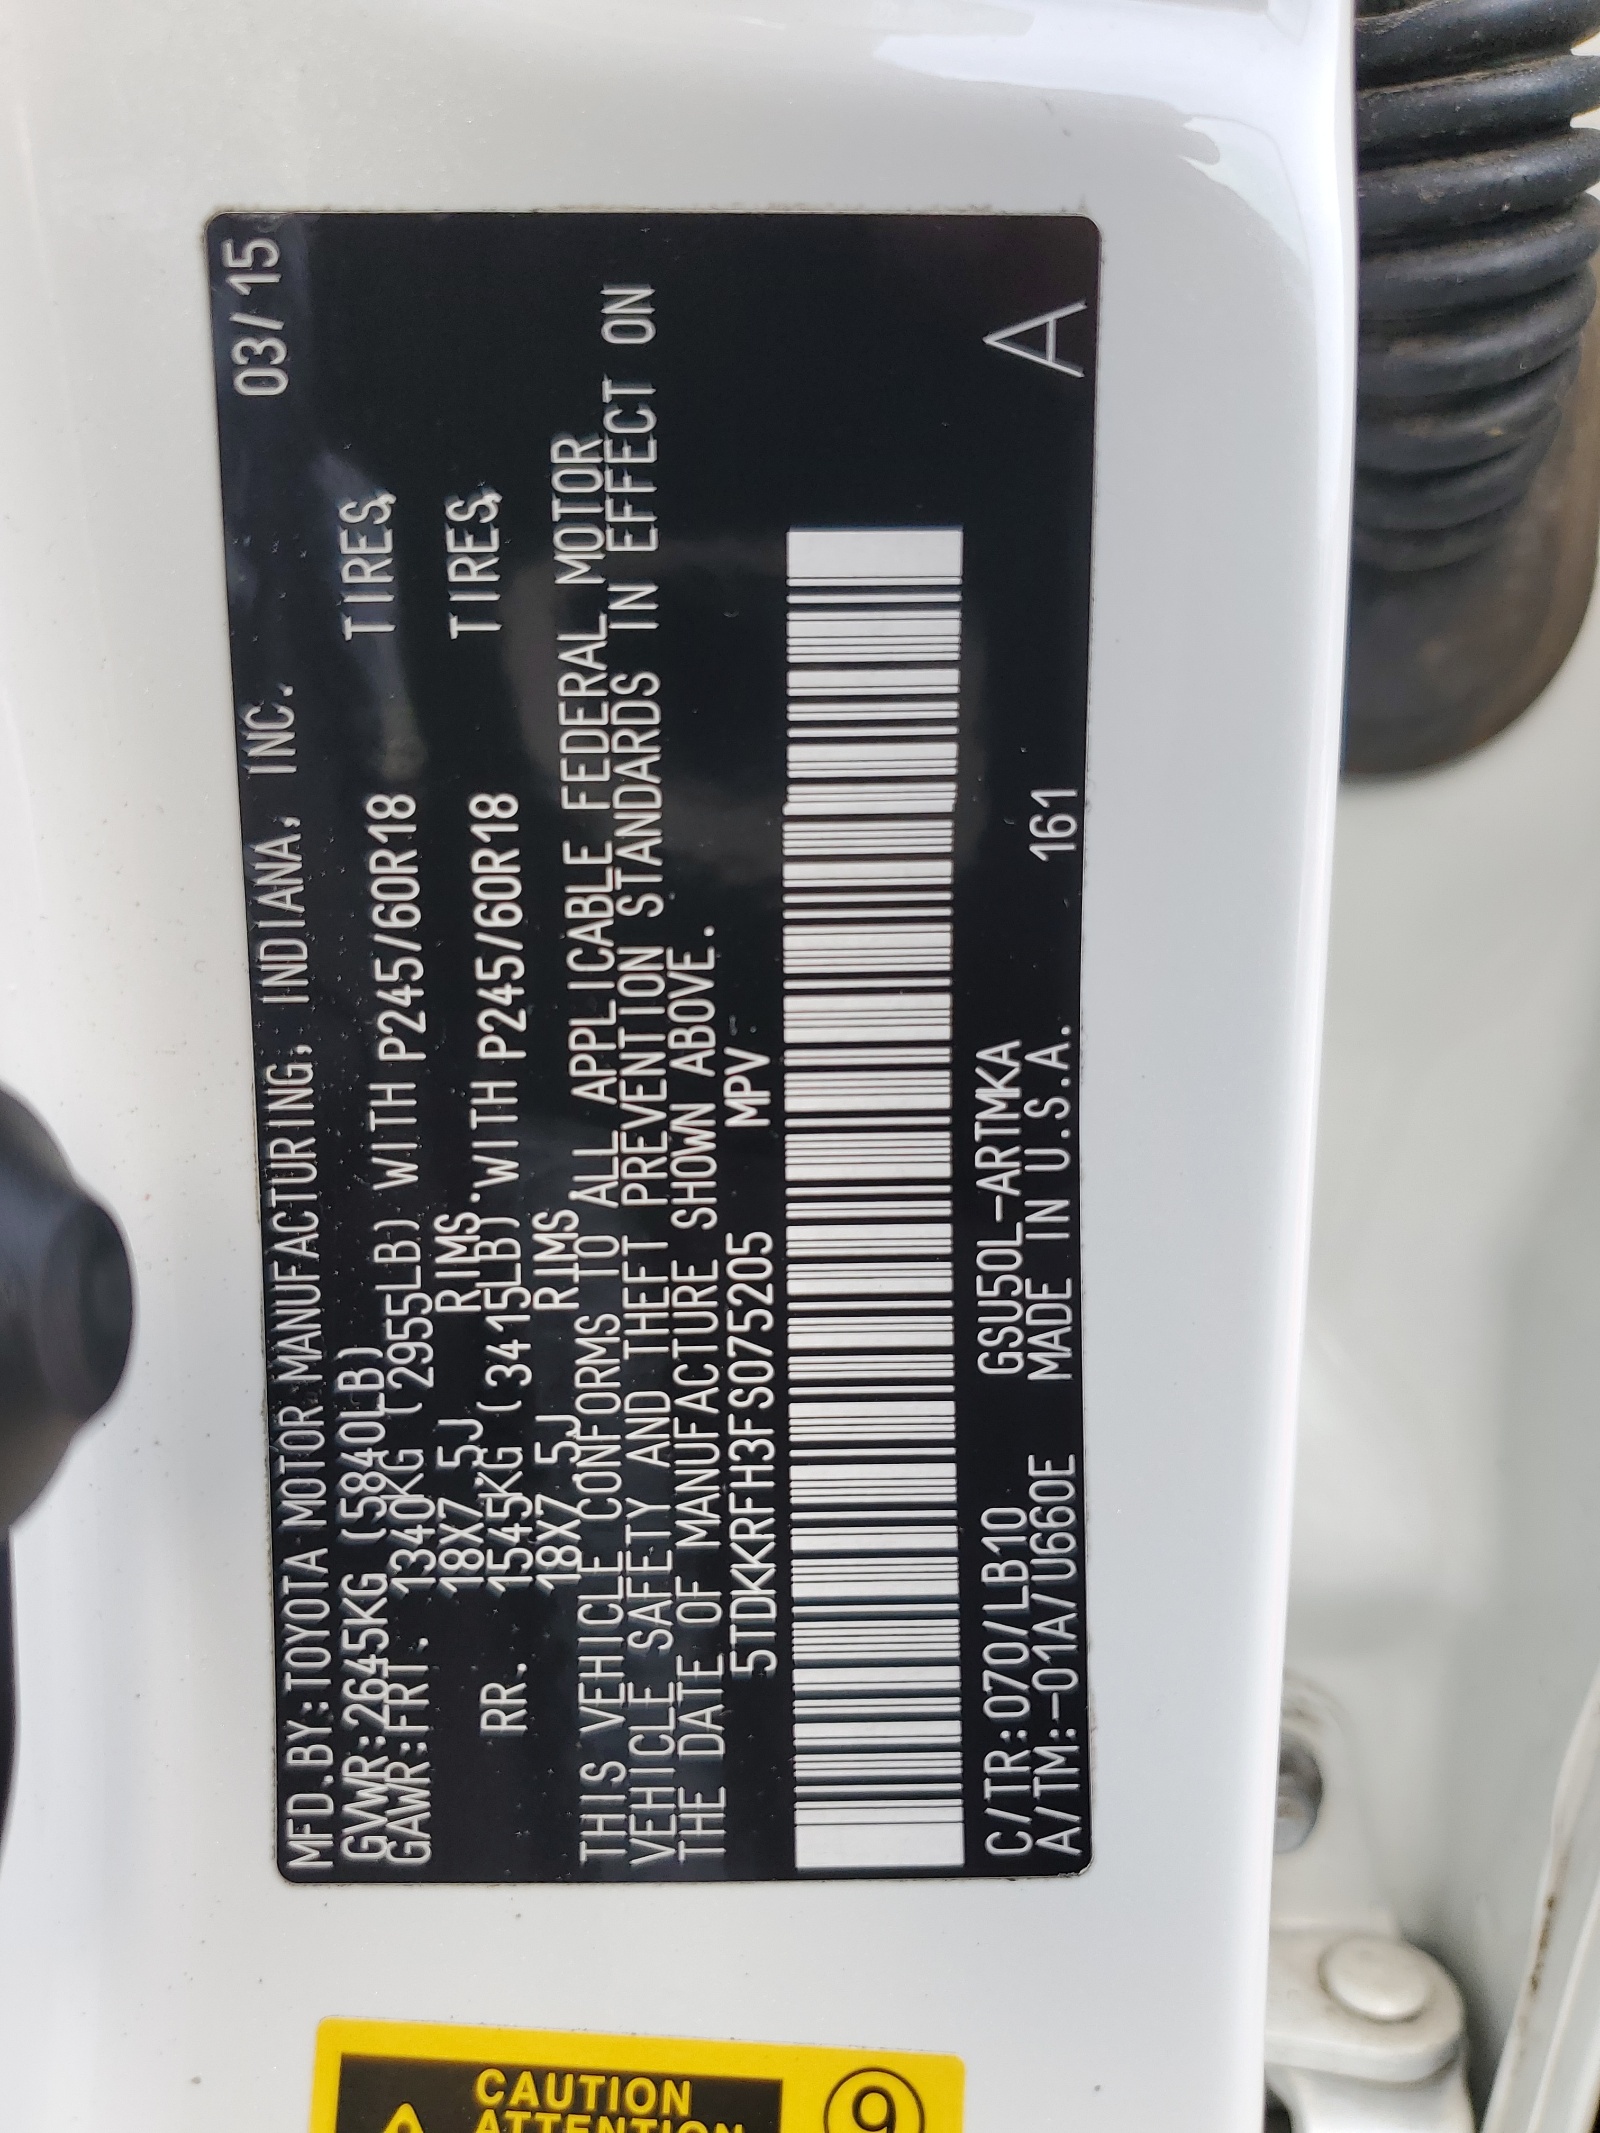 MFD.BY:TOYOTA MOTOR MANUFACTURING, INDIANA, INC. 03/15
GVWR:2645KG (5840LB)
GAWR:FRT. 1340KG (2955LB) WITH P245/60R18 TIRES,
18X7.5J RIMS.
RR. 1545KG (3415LB) WITH P245/60R18 TIRES,
18X7.5J RIMS
THIS VEHICLE CONFORMS TO ALL APPLICABLE FEDERAL MOTOR
VEHICLE SAFETY AND THEFT PREVENTION STANDARDS IN EFFECT ON
THE DATE OF MANUFACTURE SHOWN ABOVE.
5TDKKRFH3FS075205 MPV
C/TR:070/LB10 GSU50L-ARTMKA
A/TM:-01A/U660E MADE IN U.S.A. 161 A
CAUTION
ATTENTION
9